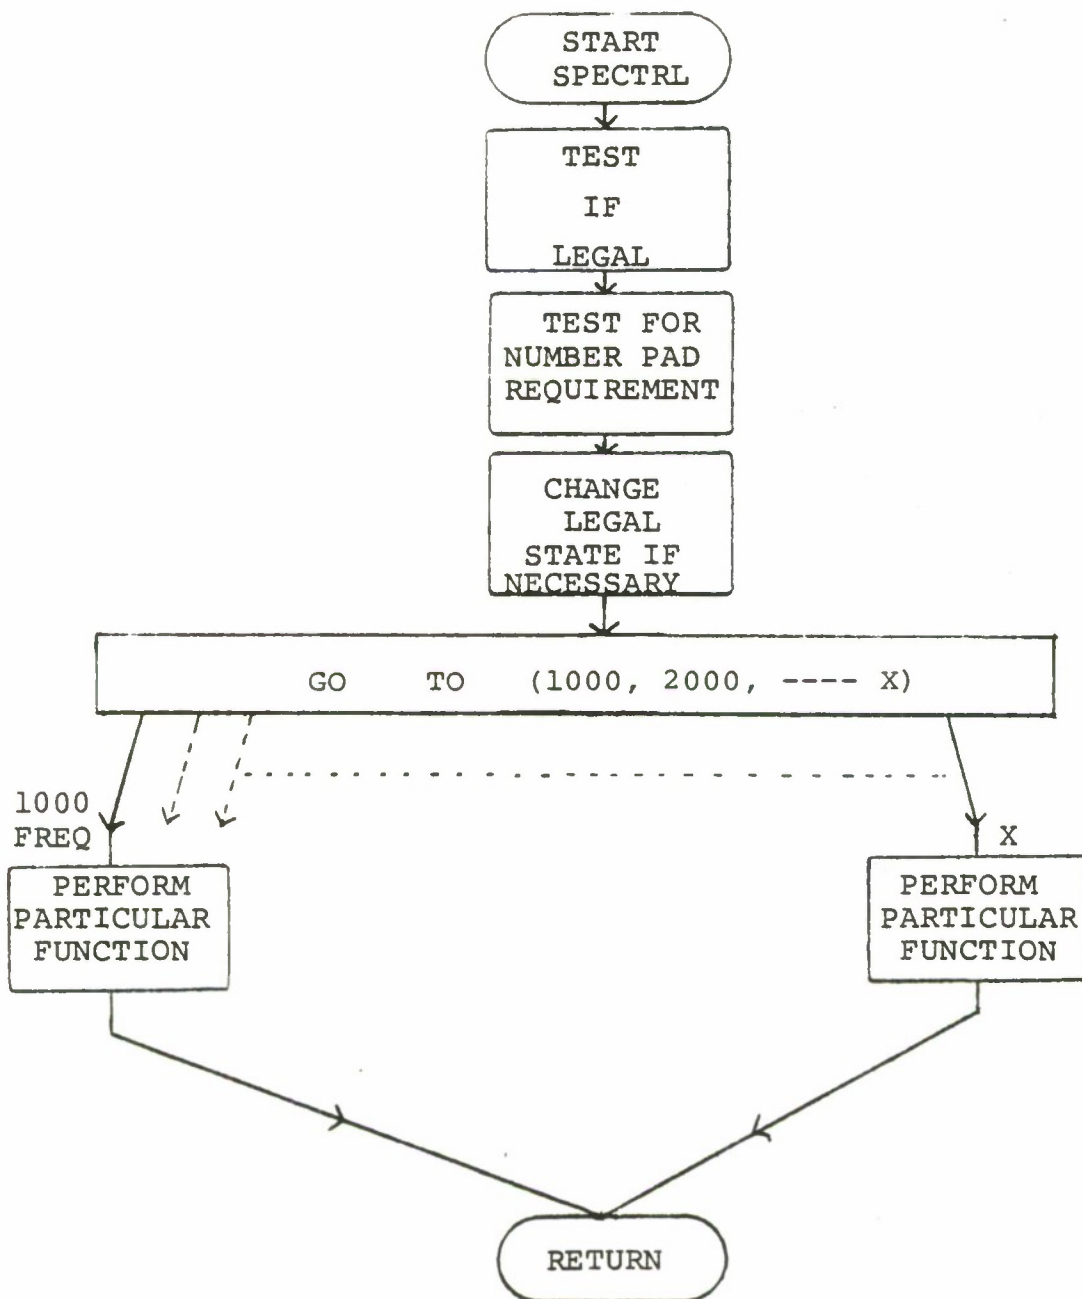 START
SPECTRL
TEST
IF
LEGAL
TEST FOR
NUMBER PAD
REQUIREMENT
CHANGE
LEGAL
STATE IF
NECESSARY
GO TO (1000, 2000, ---- X)
1000
FREQ
X
PERFORM
PARTICULAR
FUNCTION
PERFORM
PARTICULAR
FUNCTION
RETURN